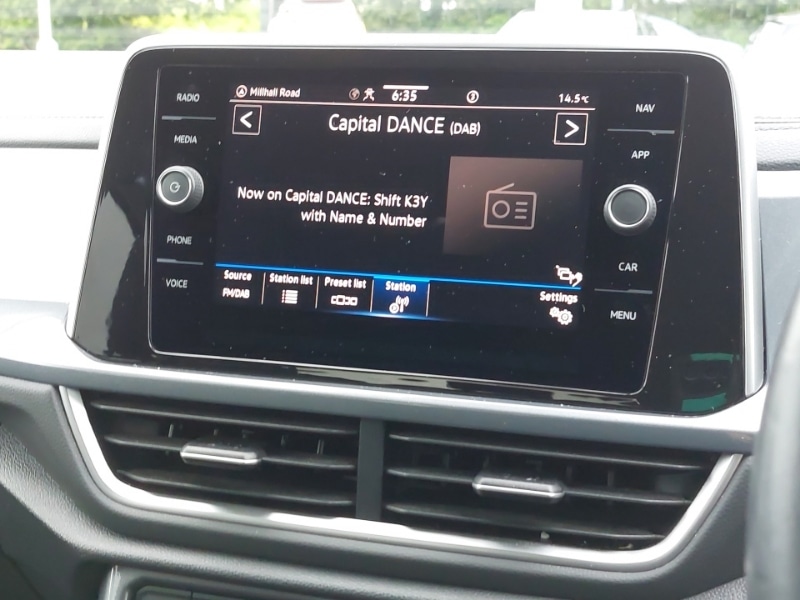 RADIO
MEDIA
PHONE
VOICE
Millhall Road
6:35
14.5°C
Capital DANCE (DAB)
Now on Capital DANCE: Shift K3Y
with Name & Number
Source
FM/DAB
Station list
Preset list
Station
Settings
NAV
APP
CAR
MENU